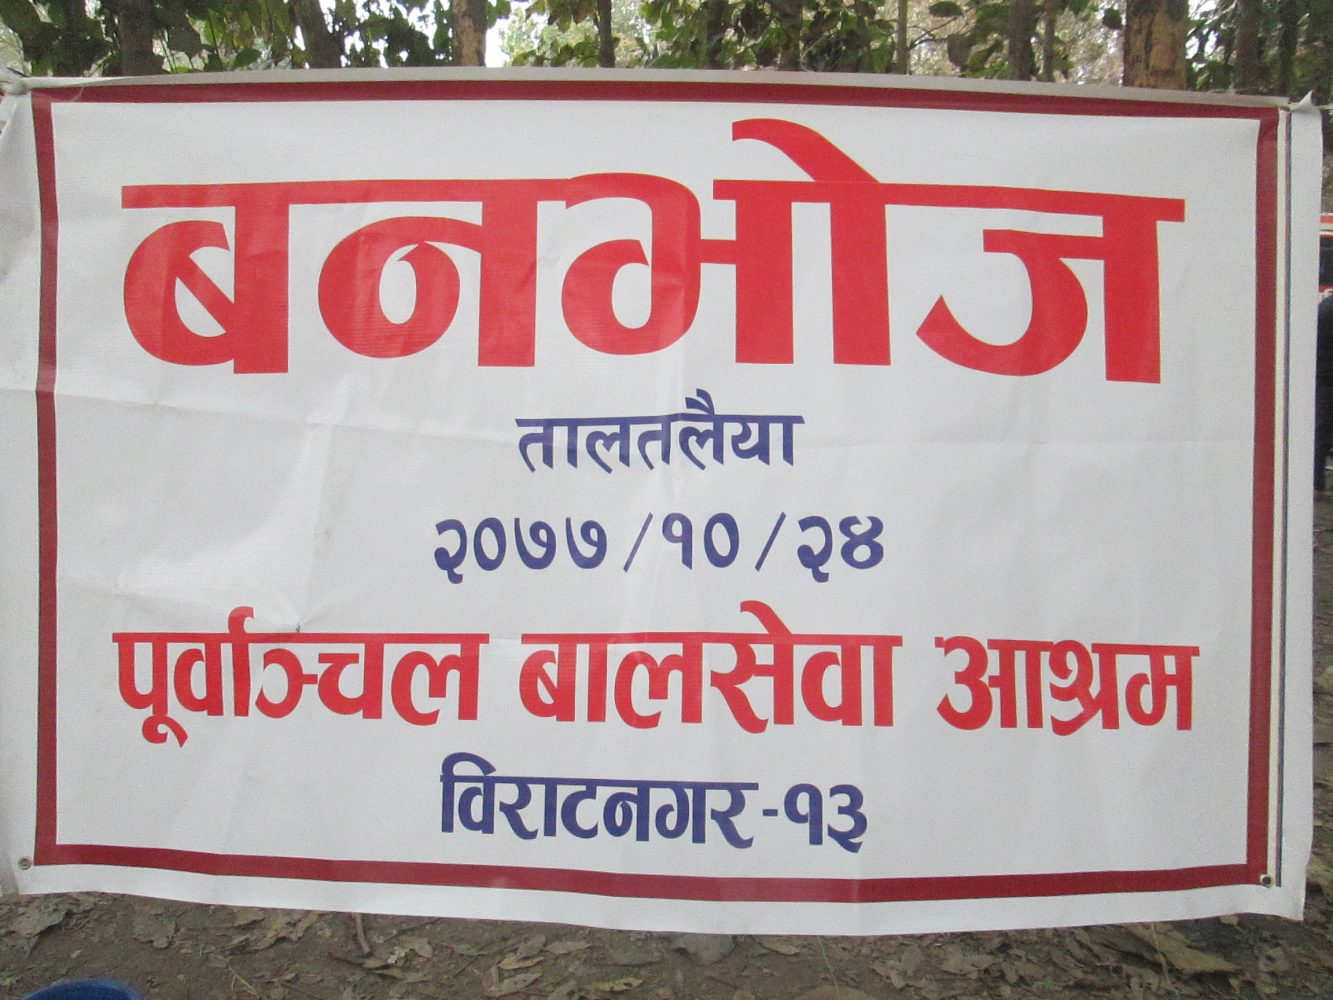 बनभोज
तालतलैया
२०७७/१०/२४
पूर्वाञ्चल बालसेवा आश्रम
विराटनगर-१३